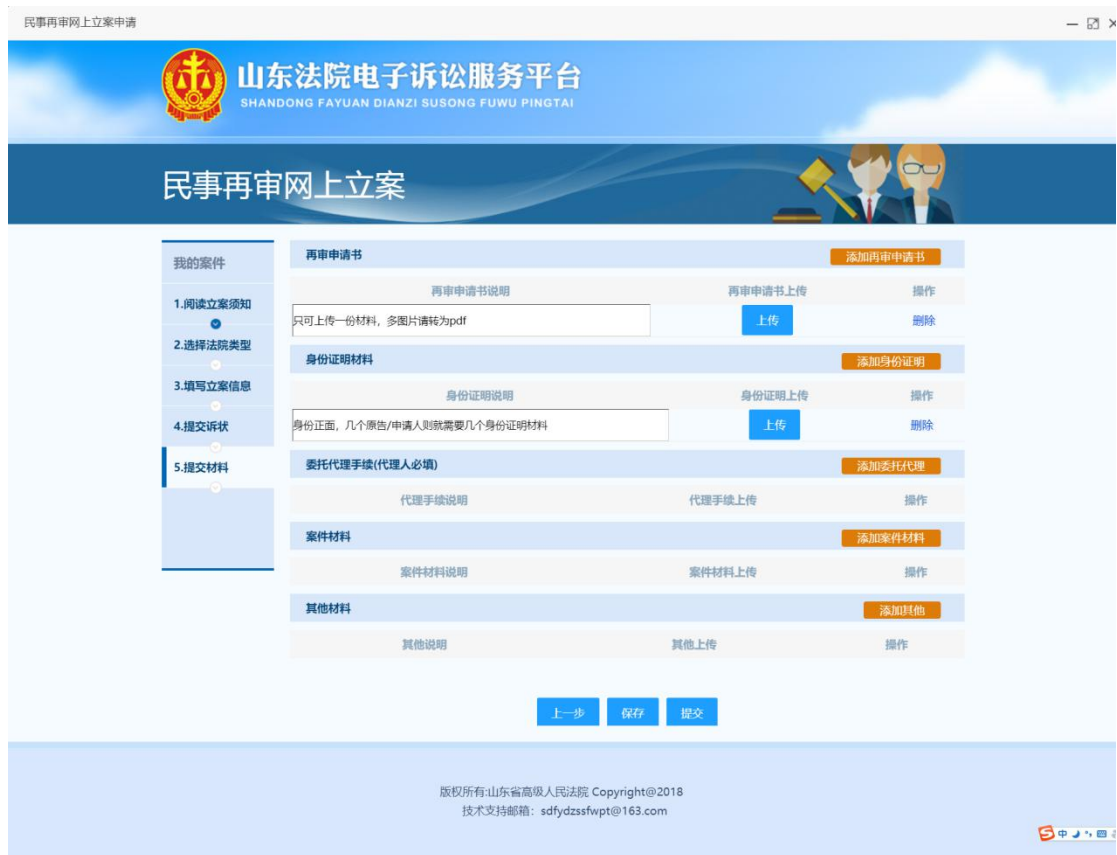 民事再审网上立案申请
山东法院电子诉讼服务平台
SHANDONG FAYUAN DIANZI SUSONG FUWU PINGTAI
民事再审网上立案
我的案件
1.阅读立案须知
2.选择法院类型
3.填写立案信息
4.提交诉状
5.提交材料
再审申请书 添加再审申请书
再审申请书说明 再审申请书上传 操作
只可上传一份材料，多图片请转为pdf 上传 删除
身份证明材料 添加身份证明
身份证明说明 身份证明上传 操作
身份正面，几个原告/申请人则就需要几个身份证明材料 上传 删除
委托代理手续(代理人必填) 添加委托代理
代理手续说明 代理手续上传 操作
案件材料 添加案件材料
案件材料说明 案件材料上传 操作
其他材料 添加其他
其他说明 其他上传 操作
上一步 保存 提交
版权所有:山东省高级人民法院 Copyright@2018
技术支持邮箱：sdfydzssfwpt@163.com
中